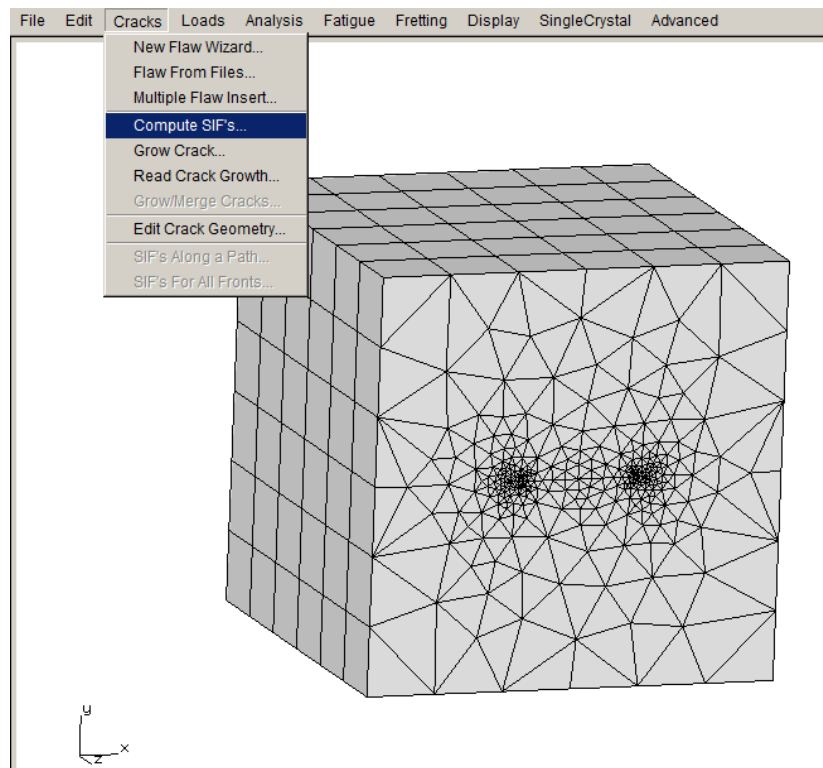 File Edit Cracks Loads Analysis Fatigue Fretting Display SingleCrystal Advanced
New Flaw Wizard...
Flaw From Files...
Multiple Flaw Insert...
Compute SIF's...
Grow Crack...
Read Crack Growth...
Grow/Merge Cracks...
Edit Crack Geometry...
SIF's Along a Path...
SIF's For All Fronts...
y
x
z